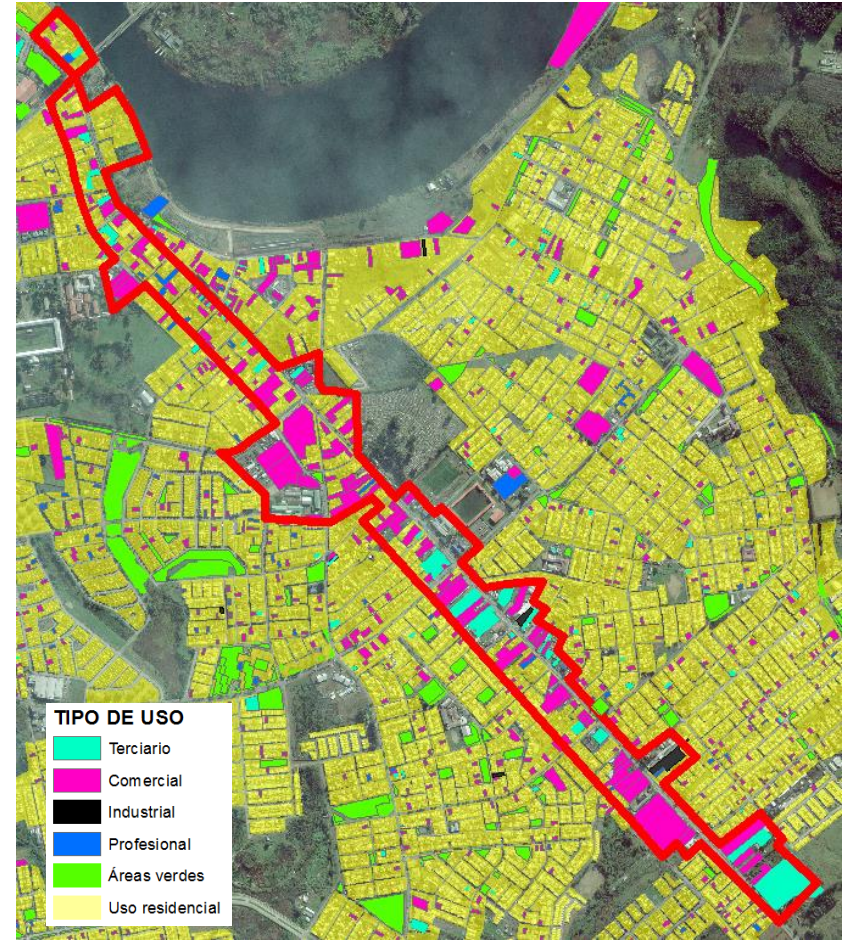 TIPO DE USO
Terciario
Comercial
Industrial
Profesional
Áreas verdes
Uso residencial